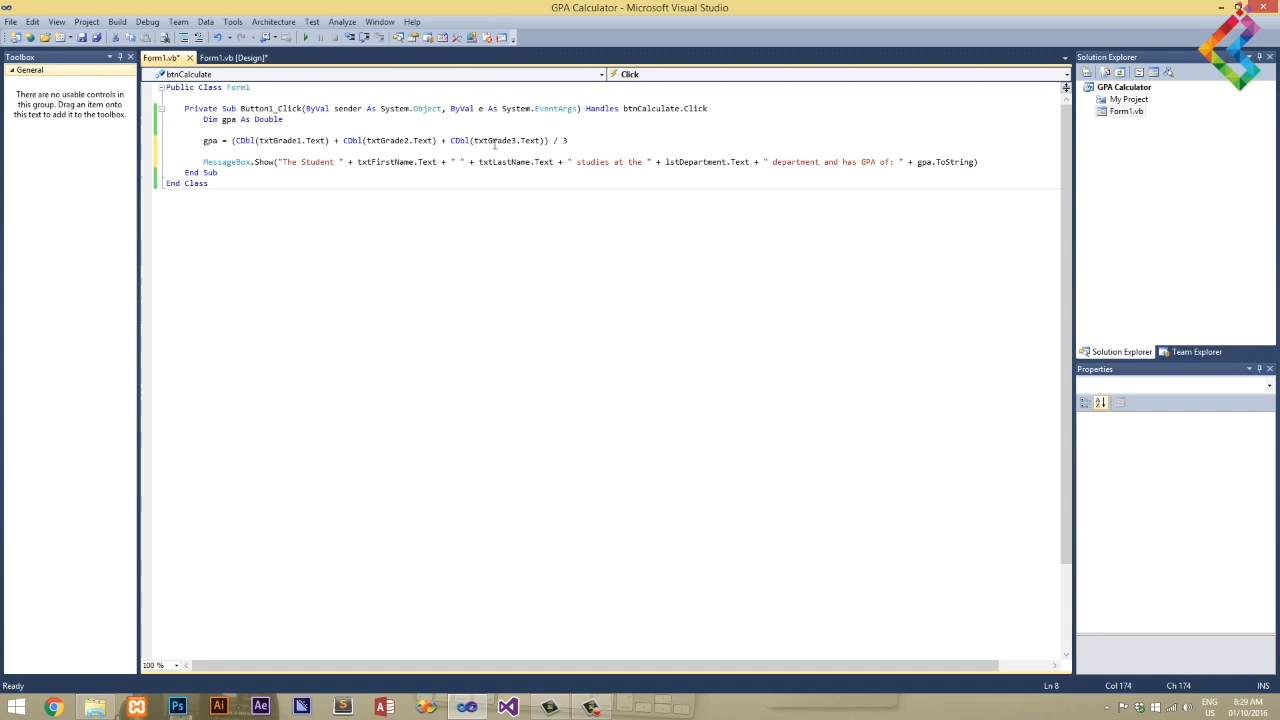 GPA Calculator - Microsoft Visual Studio
File Edit View Project Build Debug Team Data Tools Architecture Test Analyze Window Help
Toolbox
General
There are no usable controls in
this group. Drag an item onto
this text to add it to the toolbox.
Form1.vb* Form1.vb [Design]*
btnCalculate Click
Public Class Form1
Private Sub Button1_Click(ByVal sender As System.Object, ByVal e As System.EventArgs) Handles btnCalculate.Click
Dim gpa As Double
gpa = (CDbl(txtGrade1.Text) + CDbl(txtGrade2.Text) + CDbl(txtGrade3.Text)) / 3
MessageBox.Show("The Student " + txtFirstName.Text + " " + txtLastName.Text + " studies at the " + lstDepartment.Text + " department and has GPA of: " + gpa.ToString)
End Sub
End Class
100 %
Solution Explorer
GPA Calculator
My Project
Form1.vb
Solution Explorer Team Explorer
Properties
Ready Ln 8 Col 174 Ch 174 INS
Ps Ai Ae S A
ENG 8:29 AM
US 01/10/2016